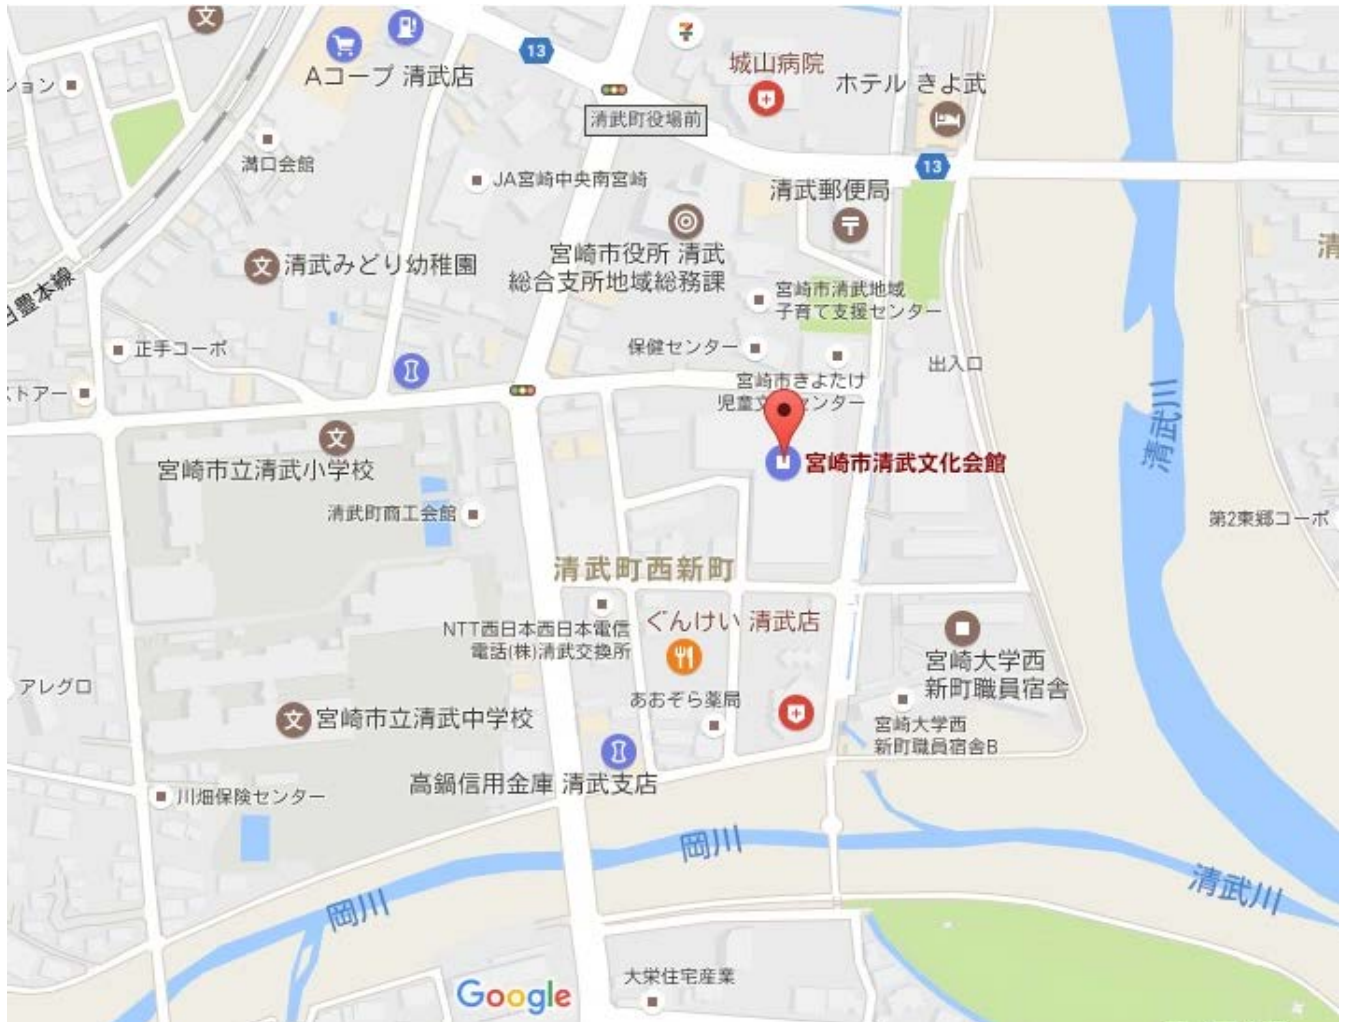 文
13
Aコープ 清武店
城山病院
ホテル きよ武
ション
清武町役場前
溝口会館
JA宮崎中央南宮崎
13
清武郵便局
〒
文
清武みどり幼稚園
宮崎市役所 清武
総合支所地域総務課
清
宮崎市清武地域
子育て支援センター
日豊本線
正手コーポ
保健センター
出入口
ストアー
宮崎市きよたけ
児童文
センター
文
宮崎市立清武小学校
宮崎市清武文化会館
清武川
清武町商工会館
第2東郷コーポ
清武町西新町
NTT西日本西日本電信
電話(株)清武交換所
ぐんけい 清武店
宮崎大学西
新町職員宿舎
アレグロ
あおぞら薬局
文
宮崎市立清武中学校
宮崎大学西
新町職員宿舎B
高鍋信用金庫 清武支店
川畑保険センター
岡川
清武川
岡川
大栄住宅産業
Google